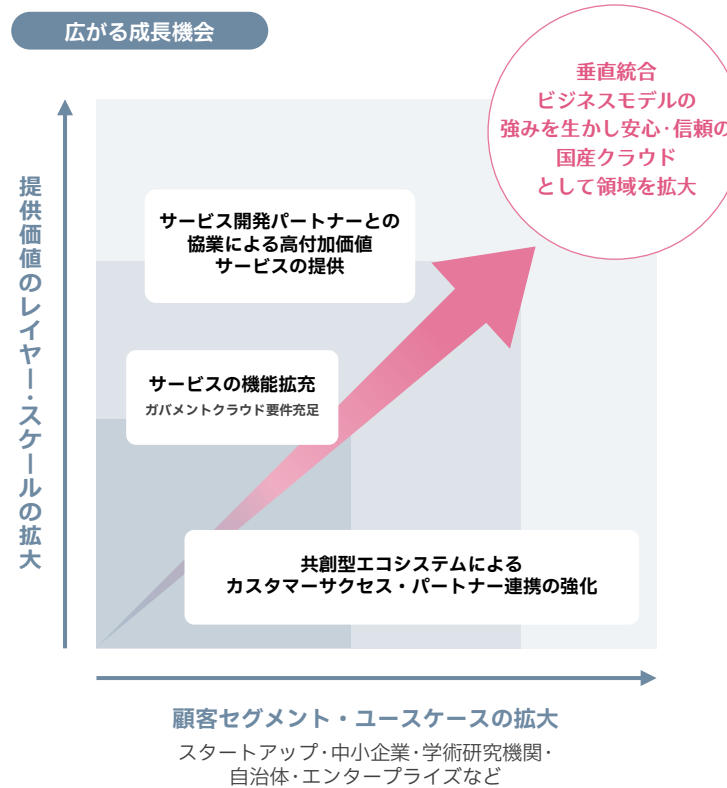 広がる成長機会
垂直統合
ビジネスモデルの
強みを生かし安心・信頼の
国産クラウド
として領域を拡大
提供価値のレイヤー・スケールの拡大
サービス開発パートナーとの
協業による高付加価値
サービスの提供
サービスの機能拡充
ガバメントクラウド要件充足
共創型エコシステムによる
カスタマーサクセス・パートナー連携の強化
顧客セグメント・ユースケースの拡大
スタートアップ・中小企業・学術研究機関・
自治体・エンタープライズなど